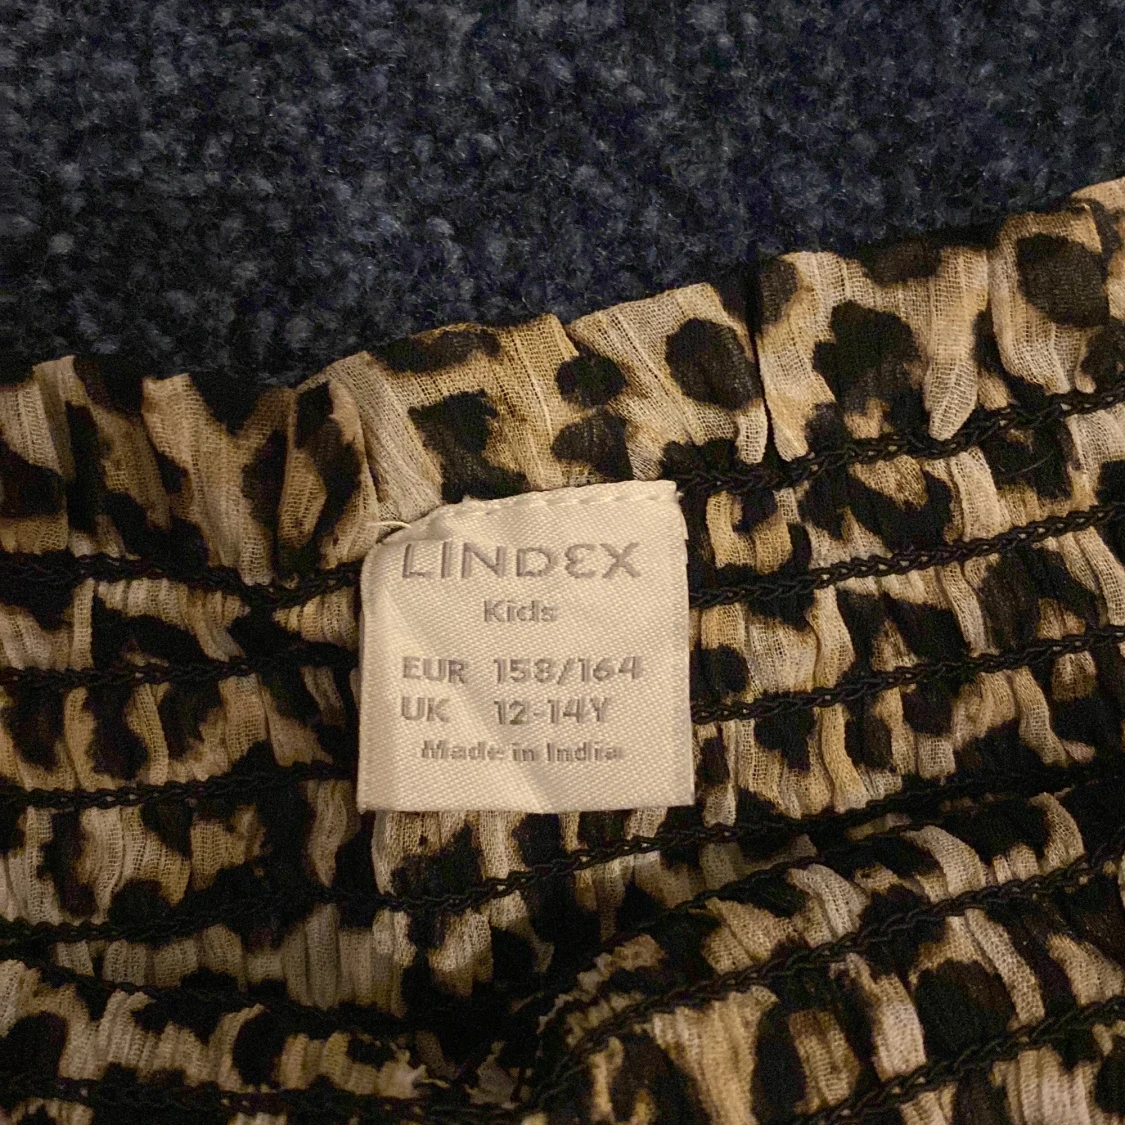 LINDEX
Kids
EUR 158/164
UK 12-14Y
Made in India